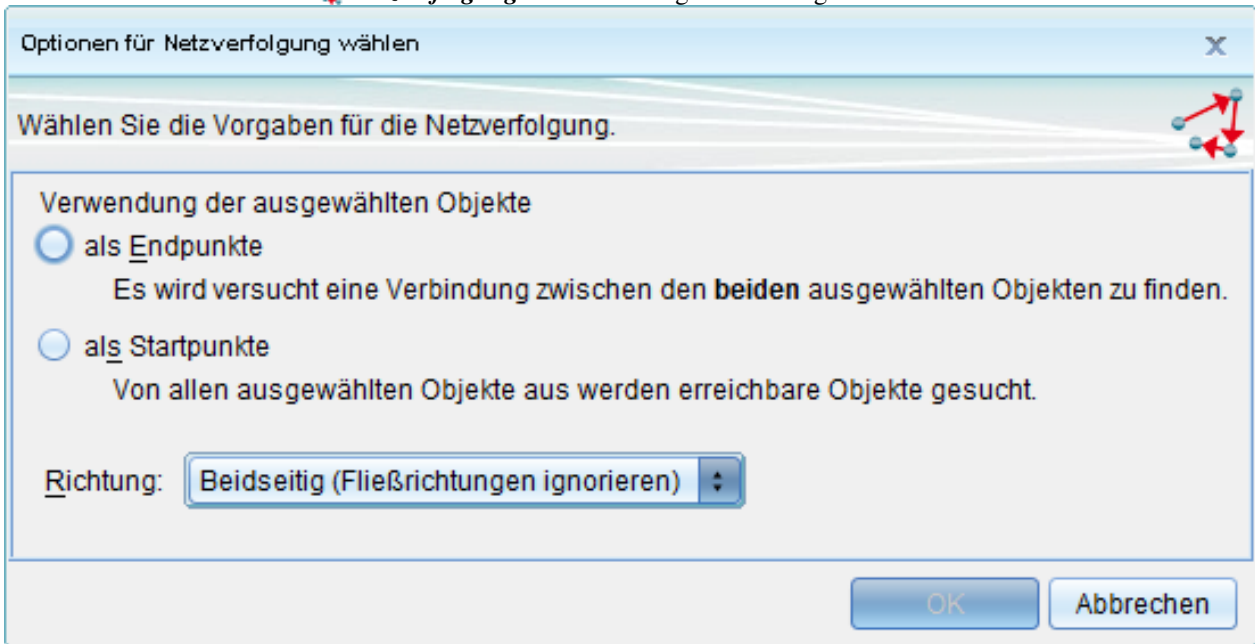 Optionen für Netzverfolgung wählen
x
Wählen Sie die Vorgaben für die Netzverfolgung.
Verwendung der ausgewählten Objekte
als Endpunkte
Es wird versucht eine Verbindung zwischen den beiden ausgewählten Objekten zu finden.
als Startpunkte
Von allen ausgewählten Objekte aus werden erreichbare Objekte gesucht.
Richtung: Beidseitig (Fließrichtungen ignorieren)
OK Abbrechen